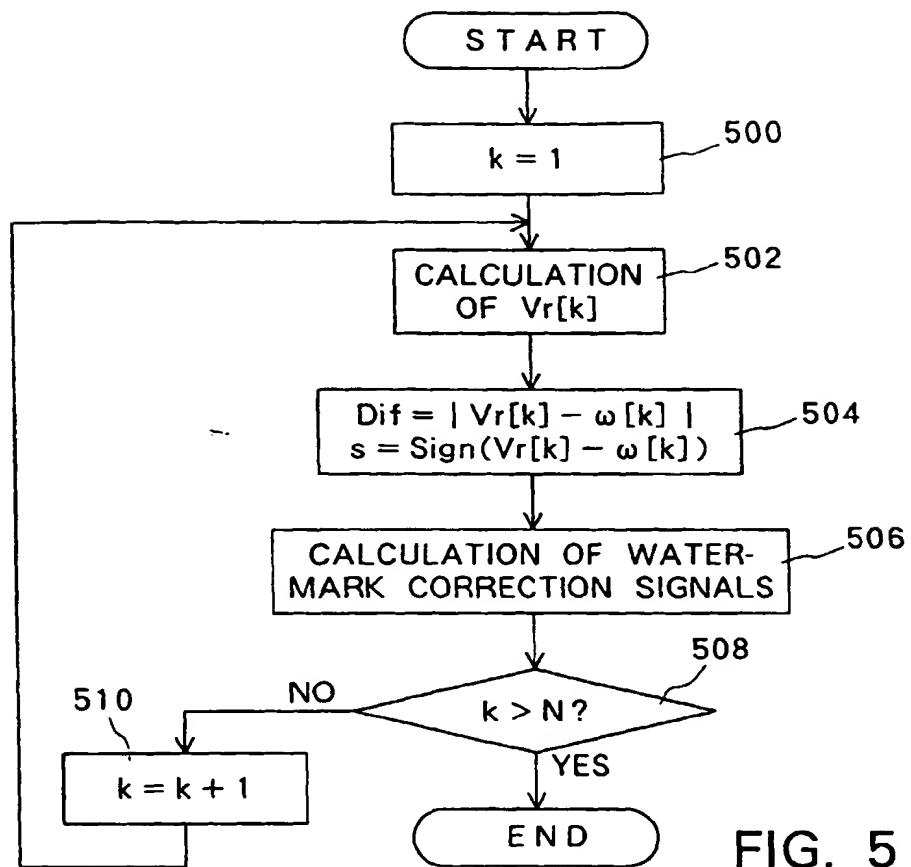 START
500
k = 1
502
CALCULATION
OF Vr[k]
504
Dif = | Vr[k] − ω[k] |
s = Sign(Vr[k] − ω[k])
506
CALCULATION OF WATER-
MARK CORRECTION SIGNALS
508
k > N?
NO
YES
510
k = k + 1
END
FIG. 5